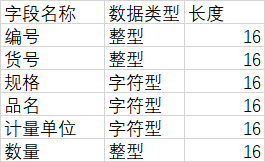 字段名称 数据类型 长度
编号 整型 16
货号 整型 16
规格 字符型 16
品名 字符型 16
计量单位 字符型 16
数量 整型 16